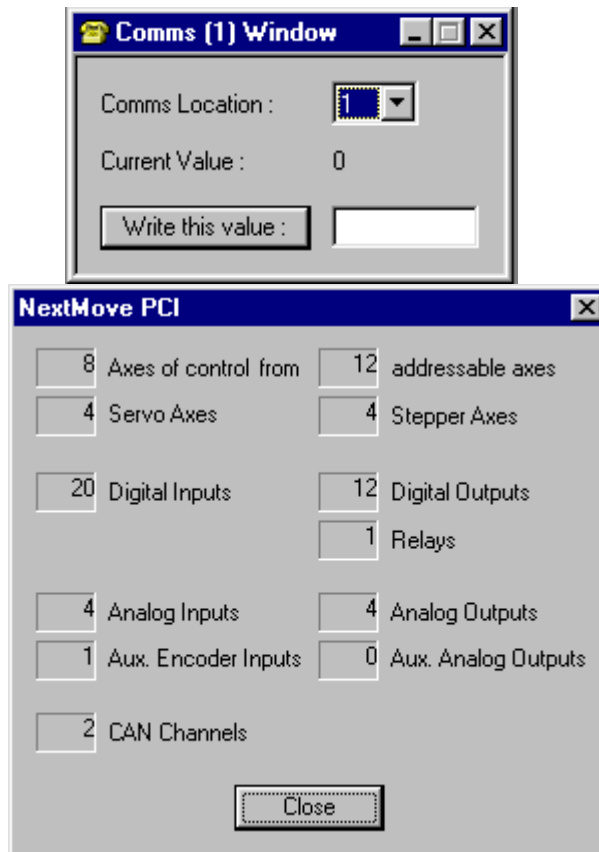 Comms (1) Window
Comms Location : 1
Current Value : 0
Write this value :
NextMove PCI
8 Axes of control from 12 addressable axes
4 Servo Axes 4 Stepper Axes
20 Digital Inputs 12 Digital Outputs
1 Relays
4 Analog Inputs 4 Analog Outputs
1 Aux. Encoder Inputs 0 Aux. Analog Outputs
2 CAN Channels
Close